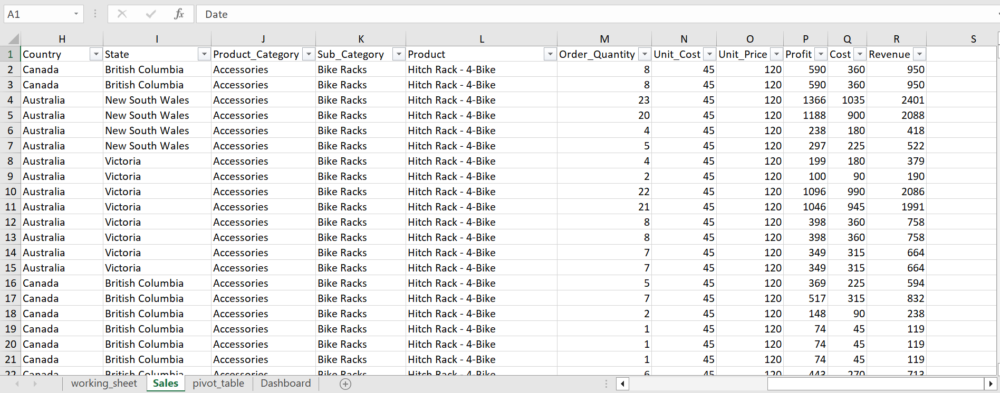 A1 fx Date
H I J K L M N O P Q R S
1 Country State Product_Category Sub_Category Product Order_Quantity Unit_Cost Unit_Price Profit Cost Revenue
2 Canada British Columbia Accessories Bike Racks Hitch Rack - 4-Bike 8 45 120 590 360 950
3 Canada British Columbia Accessories Bike Racks Hitch Rack - 4-Bike 8 45 120 590 360 950
4 Australia New South Wales Accessories Bike Racks Hitch Rack - 4-Bike 23 45 120 1366 1035 2401
5 Australia New South Wales Accessories Bike Racks Hitch Rack - 4-Bike 20 45 120 1188 900 2088
6 Australia New South Wales Accessories Bike Racks Hitch Rack - 4-Bike 4 45 120 238 180 418
7 Australia New South Wales Accessories Bike Racks Hitch Rack - 4-Bike 5 45 120 297 225 522
8 Australia Victoria Accessories Bike Racks Hitch Rack - 4-Bike 4 45 120 199 180 379
9 Australia Victoria Accessories Bike Racks Hitch Rack - 4-Bike 2 45 120 100 90 190
10 Australia Victoria Accessories Bike Racks Hitch Rack - 4-Bike 22 45 120 1096 990 2086
11 Australia Victoria Accessories Bike Racks Hitch Rack - 4-Bike 21 45 120 1046 945 1991
12 Australia Victoria Accessories Bike Racks Hitch Rack - 4-Bike 8 45 120 398 360 758
13 Australia Victoria Accessories Bike Racks Hitch Rack - 4-Bike 8 45 120 398 360 758
14 Australia Victoria Accessories Bike Racks Hitch Rack - 4-Bike 7 45 120 349 315 664
15 Australia Victoria Accessories Bike Racks Hitch Rack - 4-Bike 7 45 120 349 315 664
16 Canada British Columbia Accessories Bike Racks Hitch Rack - 4-Bike 5 45 120 369 225 594
17 Canada British Columbia Accessories Bike Racks Hitch Rack - 4-Bike 7 45 120 517 315 832
18 Canada British Columbia Accessories Bike Racks Hitch Rack - 4-Bike 2 45 120 148 90 238
19 Canada British Columbia Accessories Bike Racks Hitch Rack - 4-Bike 1 45 120 74 45 119
20 Canada British Columbia Accessories Bike Racks Hitch Rack - 4-Bike 1 45 120 74 45 119
21 Canada British Columbia Accessories Bike Racks Hitch Rack - 4-Bike 1 45 120 74 45 119
22 Canada British Columbia Accessories Bike Racks Hitch Rack - 4-Bike 6 45 120 443 270 713
working_sheet Sales pivot_table Dashboard